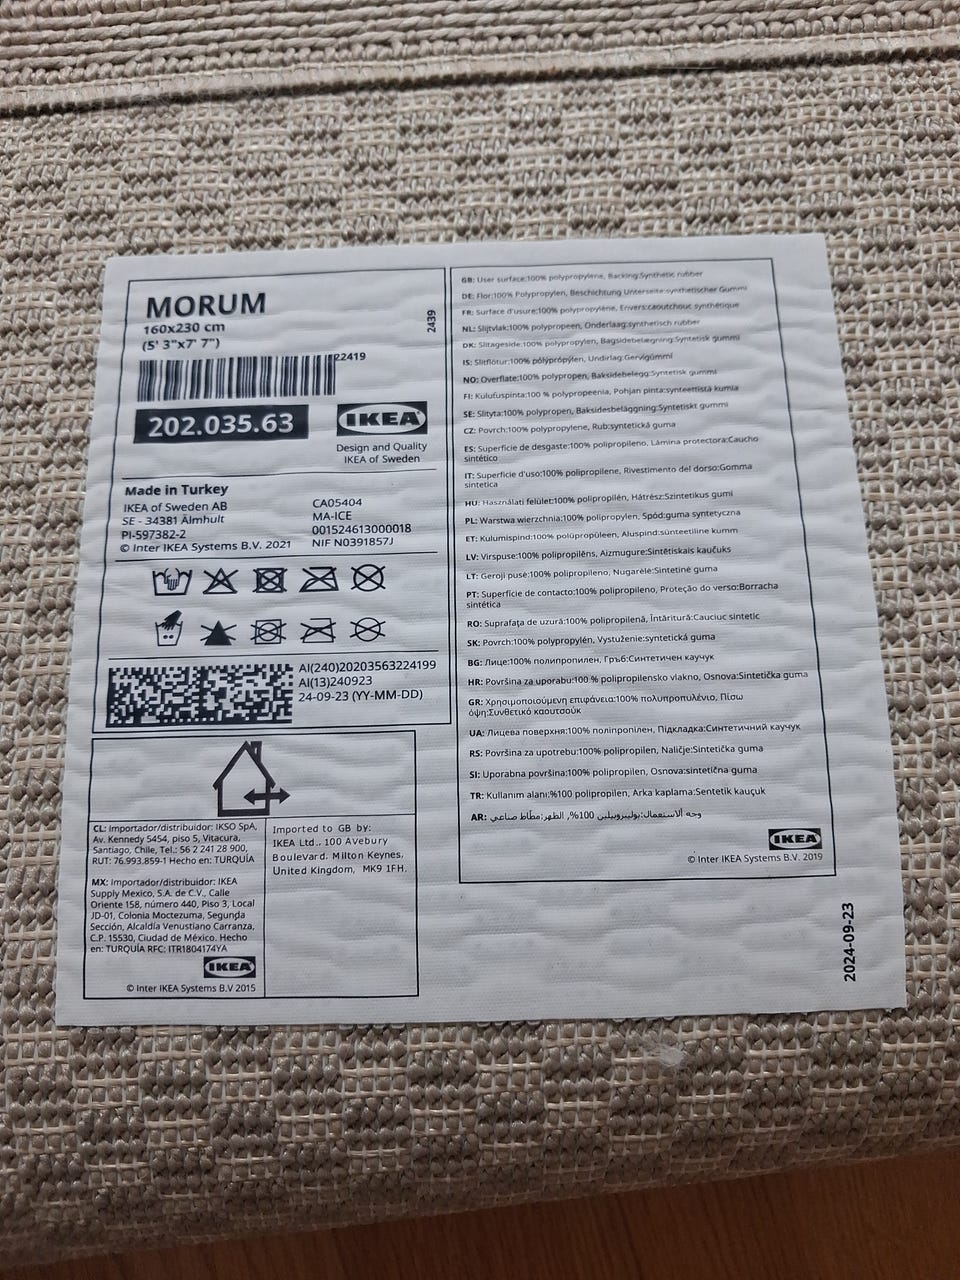 MORUM
160x230 cm
(5' 3"x7' 7")
2439
22419
202.035.63
IKEA
Design and Quality
IKEA of Sweden
Made in Turkey
IKEA of Sweden AB
SE - 34381 Älmhult
PI-597382-2
© Inter IKEA Systems B.V. 2021
CA05404
MA-ICE
001524613000018
NIF N0391857J
AI(240)20203563224199
AI(13)240923
24-09-23 (YY-MM-DD)
CL: Importador/distribuidor: IKSO SpA,
Av. Kennedy 5454, piso 5, Vitacura,
Santiago, Chile, Tel.: 56 2 241 28 900,
RUT: 76.993.859-1 Hecho en: TURQUÍA
MX: Importador/distribuidor: IKEA
Supply Mexico, S.A. de C.V., Calle
Oriente 158, número 440, Piso 3, Local
JD-01, Colonia Moctezuma, Segunda
Sección, Alcaldía Venustiano Carranza,
C.P. 15530, Ciudad de México. Hecho
en: TURQUÍA RFC: ITR1804174YA
IKEA
© Inter IKEA Systems B.V 2015
Imported to GB by:
IKEA Ltd., 100 Avebury
Boulevard, Milton Keynes,
United Kingdom, MK9 1FH.
GB: User surface:100% polypropylene, Backing:Synthetic rubber
DE: Flor:100% Polypropylen, Beschichtung Unterseite:synthetischer Gummi
FR: Surface d'usure:100% polypropylène, Envers:caoutchouc synthétique
NL: Slijtvlak:100% polypropeen, Onderlaag:synthetisch rubber
DK: Slitageside:100% polypropylen, Bagsidebelægning:Syntetisk gummi
IS: Slitflötur:100% pólýprópýlen, Undirlag:Gervigúmmí
NO: Overflate:100% polypropen, Baksidebelegg:Syntetisk gummi
FI: Kulufuspinta:100 % polypropeenia, Pohjan pinta:synteettistä kumia
SE: Slityta:100% polypropen, Baksidesbeläggning:Syntetiskt gummi
CZ: Povrch:100% polypropylene, Rub:syntetická guma
ES: Superficie de desgaste:100% polipropileno, Lámina protectora:Caucho
sintético
IT: Superficie d'uso:100% polipropilene, Rivestimento del dorso:Gomma
sintetica
HU: Használati felület:100% polipropilén, Hátrész:Szintetikus gumi
PL: Warstwa wierzchnia:100% polipropylen, Spód:guma syntetyczna
ET: Kulumispind:100% polüpropüleen, Aluspind:sünteetiline kumm
LV: Virspuse:100% polipropilēns, Aizmugure:Sintētiskais kaučuks
LT: Geroji pusė:100% polipropileno, Nugarėlė:Sintetinė guma
PT: Superfície de contacto:100% polipropileno, Proteção do verso:Borracha
sintética
RO: Suprafaţa de uzură:100% polipropilenă, Întăritură:Cauciuc sintetic
SK: Povrch:100% polypropylén, Vystuženie:syntetická guma
BG: Лице:100% полипропилен, Гръб:Синтетичен каучук
HR: Površina za uporabu:100 % polipropilensko vlakno, Osnova:Sintetička guma
GR: Χρησιμοποιούμενη επιφάνεια:100% πολυπροπυλένιο, Πίσω
όψη:Συνθετικό καουτσούκ
UA: Лицева поверхня:100% поліпропілен, Підкладка:Синтетичний каучук
RS: Površina za upotrebu:100% polipropilen, Naličje:Sintetička guma
SI: Uporabna površina:100% polipropilen, Osnova:sintetična guma
TR: Kullanım alanı:%100 polipropilen, Arka kaplama:Sentetik kauçuk
AR: وجه الاستعمال:بوليبروبيلين 100%, الظهر:مطاط صناعي
IKEA
© Inter IKEA Systems B.V. 2019
2024-09-23